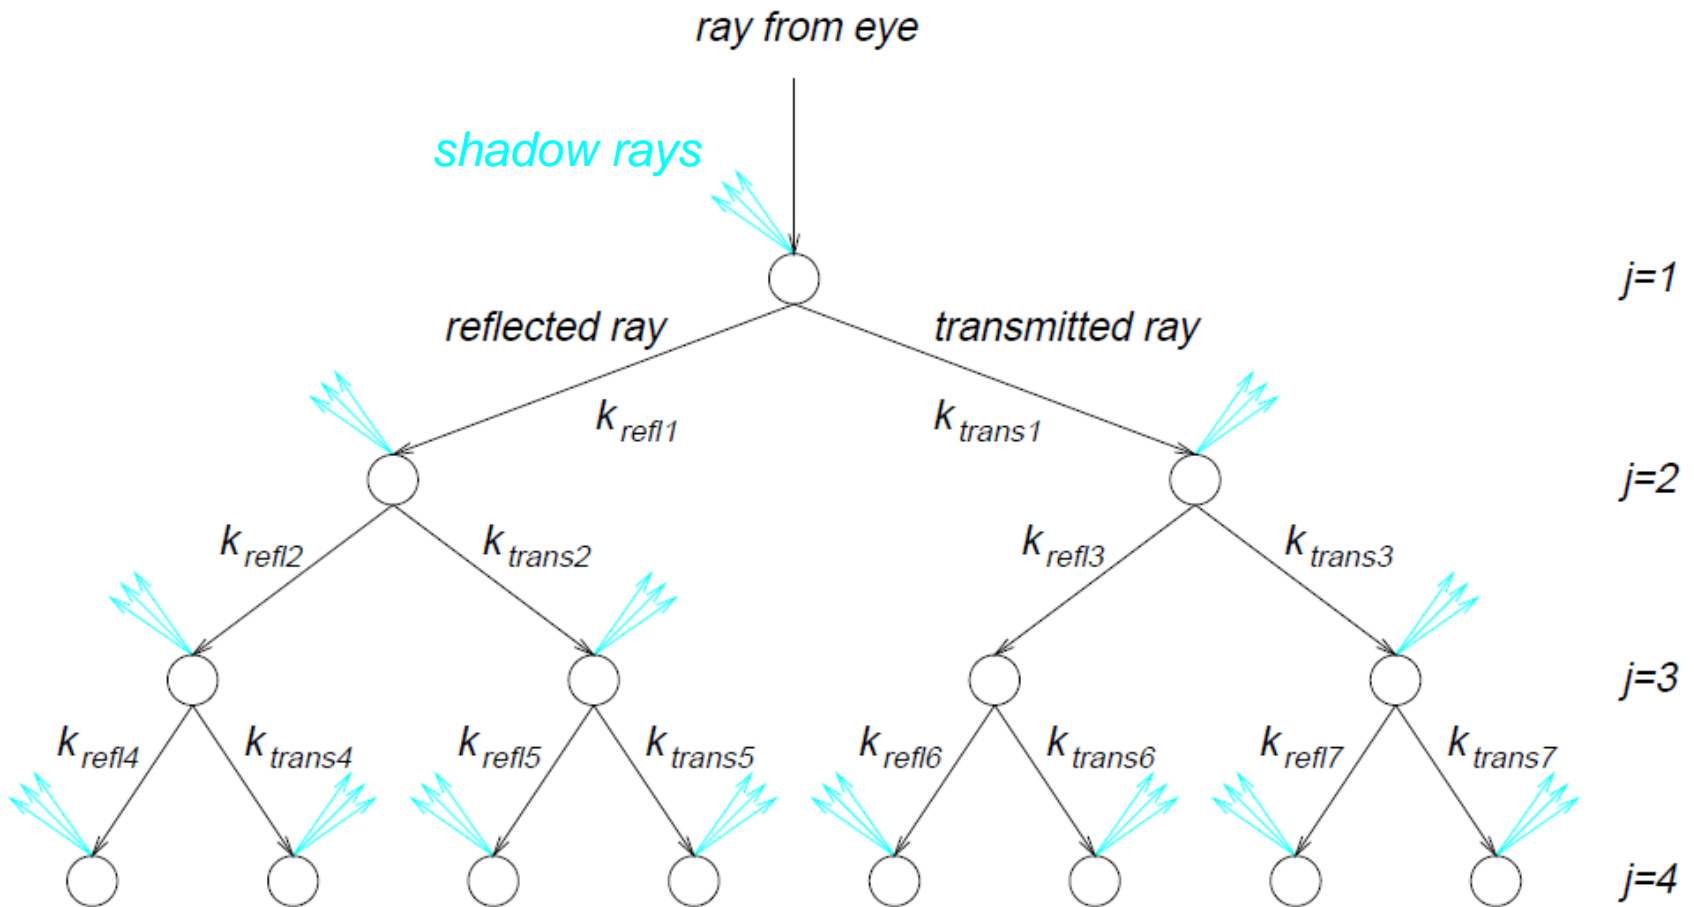 ray from eye
shadow rays
j=1
reflected ray transmitted ray
k refl1 k trans1
j=2
k refl2 k trans2 k refl3 k trans3
j=3
k refl4 k trans4 k refl5 k trans5 k refl6 k trans6 k refl7 k trans7
j=4